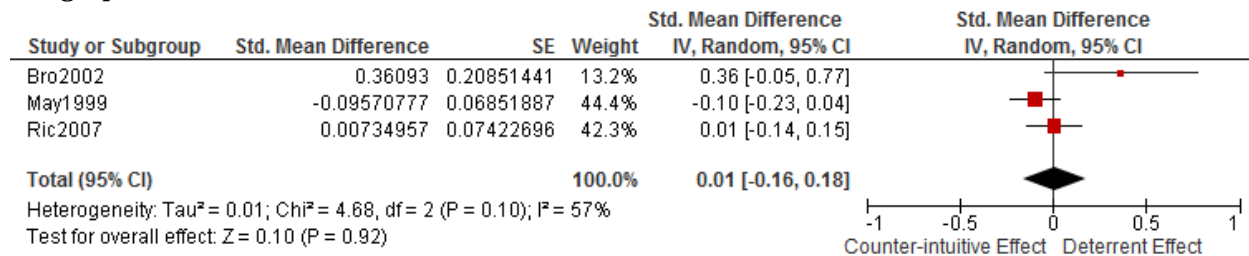 Std. Mean Difference Std. Mean Difference
Study or Subgroup Std. Mean Difference SE Weight IV, Random, 95% CI IV, Random, 95% CI
Bro2002 0.36093 0.20851441 13.2% 0.36 [-0.05, 0.77]
May1999 -0.09570777 0.06851887 44.4% -0.10 [-0.23, 0.04]
Ric2007 0.00734957 0.07422696 42.3% 0.01 [-0.14, 0.15]
Total (95% CI) 100.0% 0.01 [-0.16, 0.18]
Heterogeneity: Tau² = 0.01; Chi² = 4.68, df = 2 (P = 0.10); I² = 57%
Test for overall effect: Z = 0.10 (P = 0.92)
-1 -0.5 0 0.5 1
Counter-intuitive Effect Deterrent Effect